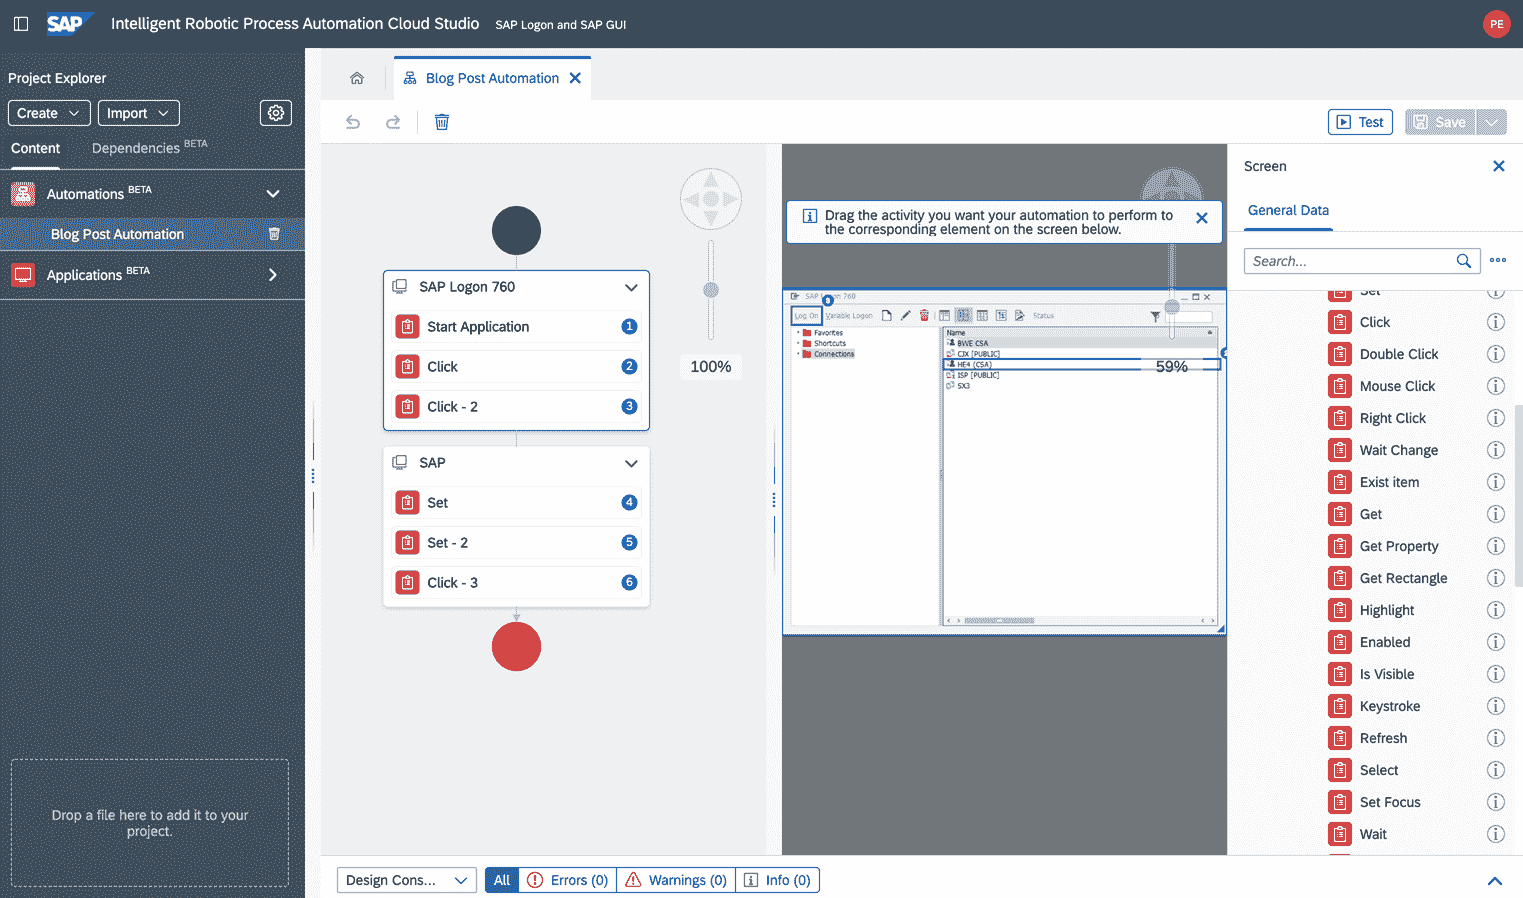 SAP Intelligent Robotic Process Automation Cloud Studio SAP Logon and SAP GUI PE
Project Explorer
Create Import
Content Dependencies BETA
Automations BETA
Blog Post Automation
Applications BETA
Drop a file here to add it to your
project.
Blog Post Automation
Test Save
SAP Logon 760
Start Application 1
Click 2
Click - 2 3
SAP
Set 4
Set - 2 5
Click - 3 6
100%
Drag the activity you want your automation to perform to
the corresponding element on the screen below.
SAP Logon 760
Log On Variable Logon Status
Favorites
Shortcuts
Connections
Name
BWE CSA
CJX [PUBLIC]
HE4 (CSA)
ISP [PUBLIC]
SX3
59%
Screen
General Data
Search...
Set
Click
Double Click
Mouse Click
Right Click
Wait Change
Exist item
Get
Get Property
Get Rectangle
Highlight
Enabled
Is Visible
Keystroke
Refresh
Select
Set Focus
Wait
Design Cons... All Errors (0) Warnings (0) Info (0)